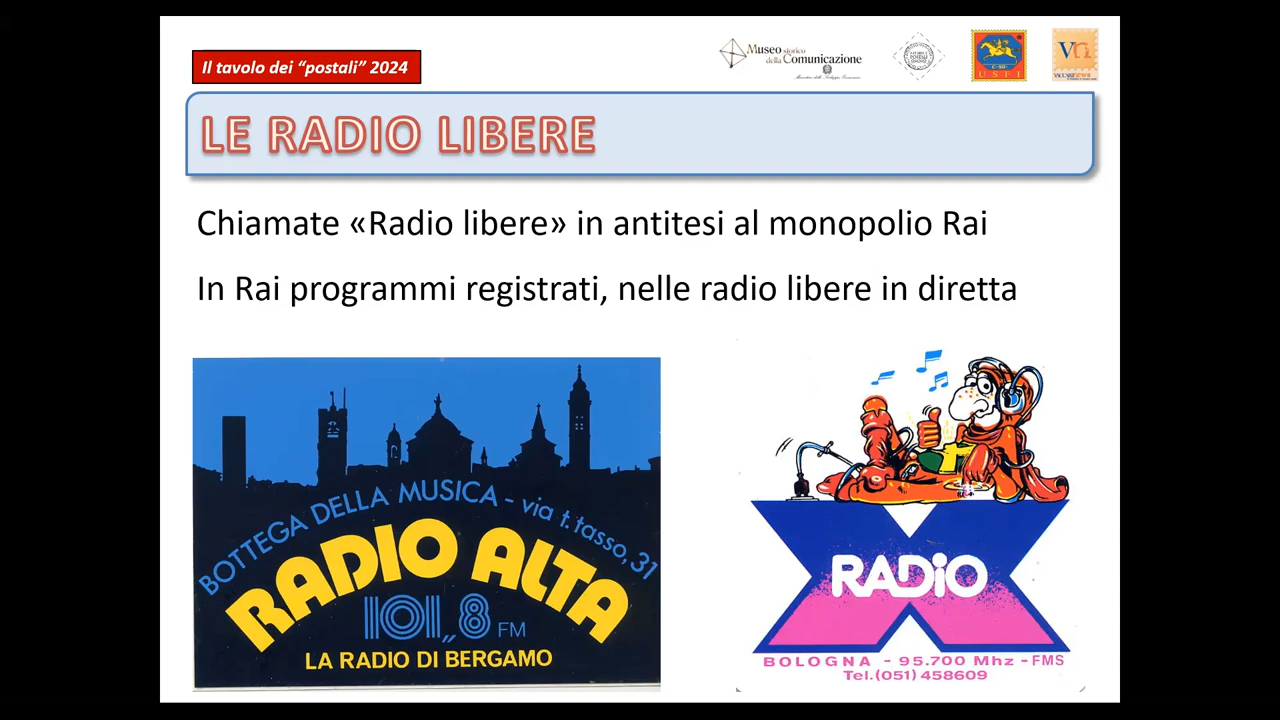 Il tavolo dei “postali” 2024
Museo storico
della Comunicazione
U S F I
Vn
LE RADIO LIBERE
Chiamate «Radio libere» in antitesi al monopolio Rai
In Rai programmi registrati, nelle radio libere in diretta
BOTTEGA DELLA MUSICA - via t.tasso,31
RADIO ALTA
101,,8 FM
LA RADIO DI BERGAMO
RADiO
BOLOGNA - 95.700 Mhz - FMS
Tel.(051) 458609